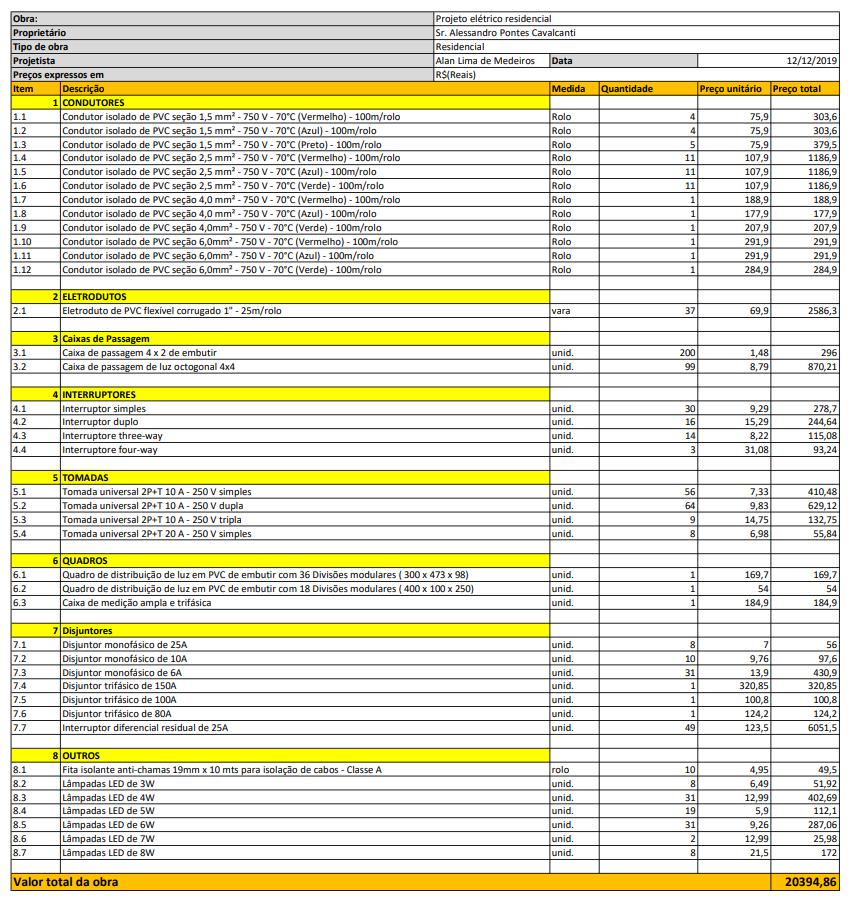 Obra: Projeto elétrico residencial
Proprietário Sr. Alessandro Pontes Cavalcanti
Tipo de obra Residencial
Projetista Alan Lima de Medeiros Data 12/12/2019
Preços expressos em R$(Reais)
Item Descrição Medida Quantidade Preço unitário Preço total
1 CONDUTORES
1.1 Condutor isolado de PVC seção 1,5 mm² - 750 V - 70°C (Vermelho) - 100m/rolo Rolo 4 75,9 303,6
1.2 Condutor isolado de PVC seção 1,5 mm² - 750 V - 70°C (Azul) - 100m/rolo Rolo 4 75,9 303,6
1.3 Condutor isolado de PVC seção 1,5 mm² - 750 V - 70°C (Preto) - 100m/rolo Rolo 5 75,9 379,5
1.4 Condutor isolado de PVC seção 2,5 mm² - 750 V - 70°C (Vermelho) - 100m/rolo Rolo 11 107,9 1186,9
1.5 Condutor isolado de PVC seção 2,5 mm² - 750 V - 70°C (Azul) - 100m/rolo Rolo 11 107,9 1186,9
1.6 Condutor isolado de PVC seção 2,5 mm² - 750 V - 70°C (Verde) - 100m/rolo Rolo 11 107,9 1186,9
1.7 Condutor isolado de PVC seção 4,0 mm² - 750 V - 70°C (Vermelho) - 100m/rolo Rolo 1 188,9 188,9
1.8 Condutor isolado de PVC seção 4,0 mm² - 750 V - 70°C (Azul) - 100m/rolo Rolo 1 177,9 177,9
1.9 Condutor isolado de PVC seção 4,0mm² - 750 V - 70°C (Verde) - 100m/rolo Rolo 1 207,9 207,9
1.10 Condutor isolado de PVC seção 6,0mm² - 750 V - 70°C (Vermelho) - 100m/rolo Rolo 1 291,9 291,9
1.11 Condutor isolado de PVC seção 6,0mm² - 750 V - 70°C (Azul) - 100m/rolo Rolo 1 291,9 291,9
1.12 Condutor isolado de PVC seção 6,0mm² - 750 V - 70°C (Verde) - 100m/rolo Rolo 1 284,9 284,9
2 ELETRODUTOS
2.1 Eletroduto de PVC flexível corrugado 1" - 25m/rolo vara 37 69,9 2586,3
3 Caixas de Passagem
3.1 Caixa de passagem 4 x 2 de embutir unid. 200 1,48 296
3.2 Caixa de passagem de luz octogonal 4x4 unid. 99 8,79 870,21
4 INTERRUPTORES
4.1 Interruptor simples unid. 30 9,29 278,7
4.2 Interruptor duplo unid. 16 15,29 244,64
4.3 Interruptore three-way unid. 14 8,22 115,08
4.4 Interruptore four-way unid. 3 31,08 93,24
5 TOMADAS
5.1 Tomada universal 2P+T 10 A - 250 V simples unid. 56 7,33 410,48
5.2 Tomada universal 2P+T 10 A - 250 V dupla unid. 64 9,83 629,12
5.3 Tomada universal 2P+T 10 A - 250 V tripla unid. 9 14,75 132,75
5.4 Tomada universal 2P+T 20 A - 250 V simples unid. 8 6,98 55,84
6 QUADROS
6.1 Quadro de distribuição de luz em PVC de embutir com 36 Divisões modulares ( 300 x 473 x 98) unid. 1 169,7 169,7
6.2 Quadro de distribuição de luz em PVC de embutir com 18 Divisões modulares ( 400 x 100 x 250) unid. 1 54 54
6.3 Caixa de medição ampla e trifásica unid. 1 184,9 184,9
7 Disjuntores
7.1 Disjuntor monofásico de 25A unid. 8 7 56
7.2 Disjuntor monofásico de 10A unid. 10 9,76 97,6
7.3 Disjuntor monofásico de 6A unid. 31 13,9 430,9
7.4 Disjuntor trifásico de 150A unid. 1 320,85 320,85
7.5 Disjuntor trifásico de 100A unid. 1 100,8 100,8
7.6 Disjuntor trifásico de 80A unid. 1 124,2 124,2
7.7 Interruptor diferencial residual de 25A unid. 49 123,5 6051,5
8 OUTROS
8.1 Fita isolante anti-chamas 19mm x 10 mts para isolação de cabos - Classe A rolo 10 4,95 49,5
8.2 Lâmpadas LED de 3W unid. 8 6,49 51,92
8.3 Lâmpadas LED de 4W unid. 31 12,99 402,69
8.4 Lâmpadas LED de 5W unid. 19 5,9 112,1
8.5 Lâmpadas LED de 6W unid. 31 9,26 287,06
8.6 Lâmpadas LED de 7W unid. 2 12,99 25,98
8.7 Lâmpadas LED de 8W unid. 8 21,5 172
Valor total da obra 20394,86